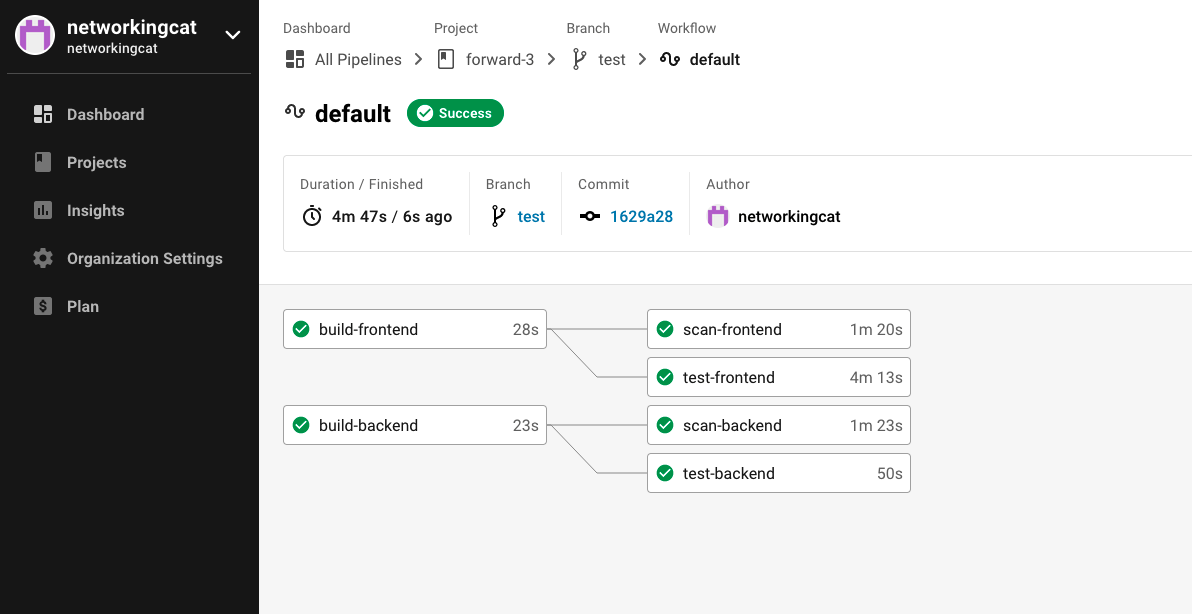 networkingcat
networkingcat
Dashboard
Projects
Insights
Organization Settings
Plan
Dashboard Project Branch Workflow
All Pipelines forward-3 test default
default Success
Duration / Finished Branch Commit Author
4m 47s / 6s ago test 1629a28 networkingcat
build-frontend 28s scan-frontend 1m 20s
test-frontend 4m 13s
build-backend 23s scan-backend 1m 23s
test-backend 50s